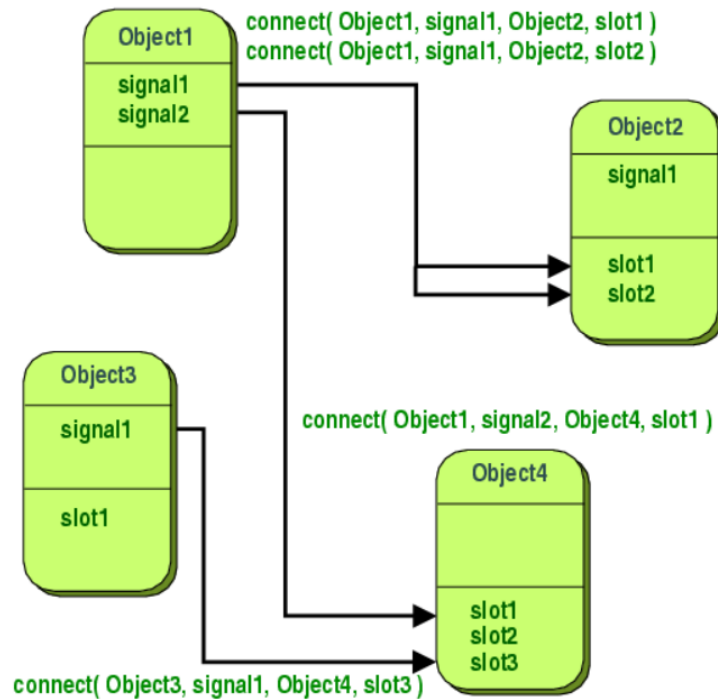 Object1
signal1
signal2
connect( Object1, signal1, Object2, slot1 )
connect( Object1, signal1, Object2, slot2 )
Object2
signal1
slot1
slot2
Object3
signal1
slot1
connect( Object1, signal2, Object4, slot1 )
Object4
slot1
slot2
slot3
connect( Object3, signal1, Object4, slot3 )